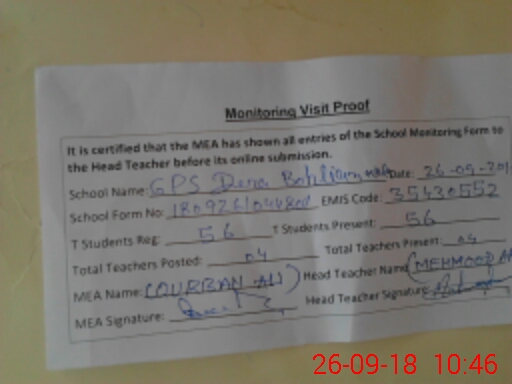 Monitoring Visit Proof
It is certified that the MEA has shown all entries of the School Monitoring Form to
the Head Teacher before its online submission.
School Name: GPS Dera Date: 26-09-201
School Form No: EMIS Code: 35430552
T Students Reg: 56 T Students Present: 56
Total Teachers Posted: 04 Total Teachers Present: 04
MEA Name: (QURBAN ALI) Head Teacher Name (MEHMOOD
MEA Signature: Head Teacher Signature:
26-09-18 10:46